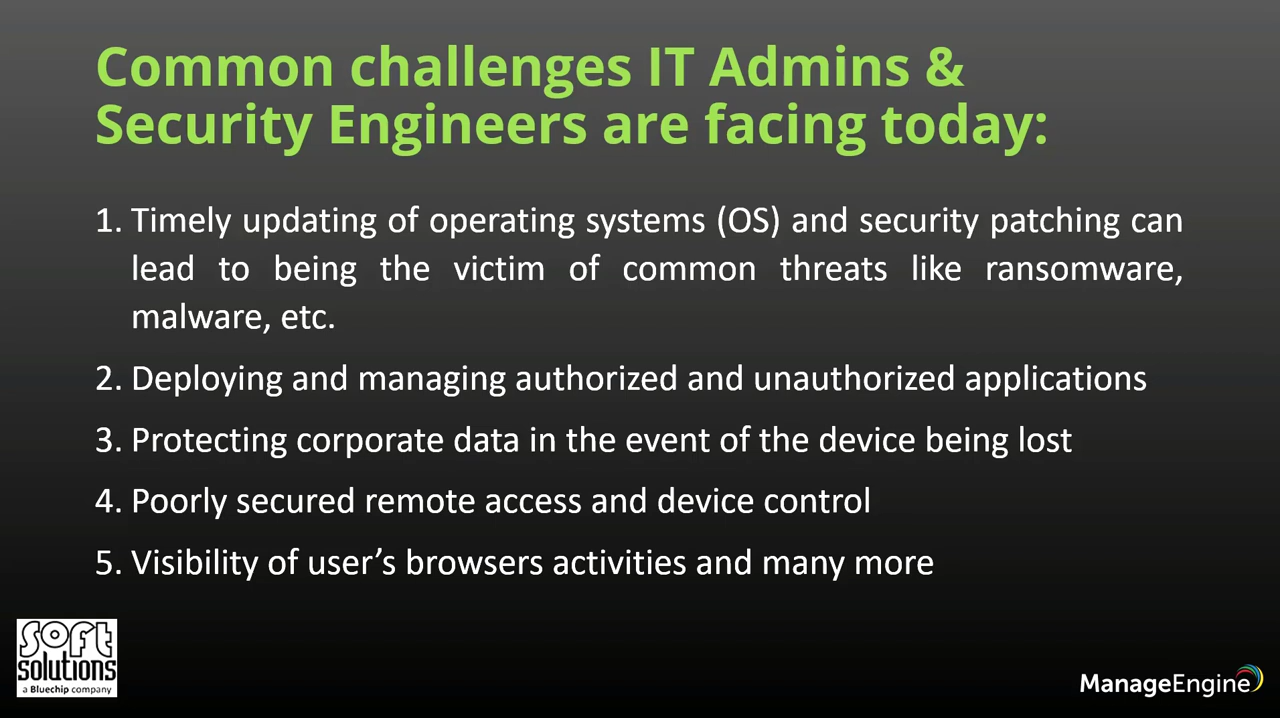 Common challenges IT Admins &
Security Engineers are facing today:
1. Timely updating of operating systems (OS) and security patching can
lead to being the victim of common threats like ransomware,
malware, etc.
2. Deploying and managing authorized and unauthorized applications
3. Protecting corporate data in the event of the device being lost
4. Poorly secured remote access and device control
5. Visibility of user’s browsers activities and many more
soft
solutions
a Bluechip company
ManageEngine